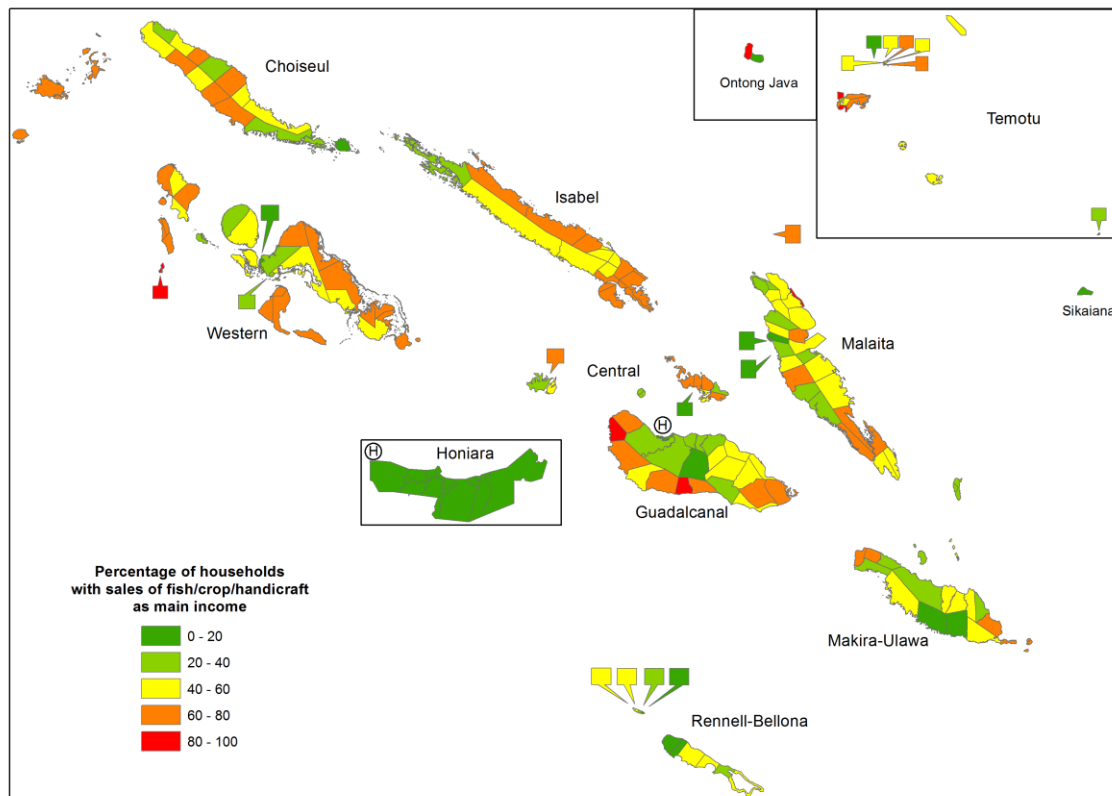 Choiseul
Ontong Java
Temotu
Isabel
Western
Sikaiana
Malaita
Central
H
H
Honiara
Guadalcanal
Percentage of households
with sales of fish/crop/handicraft
as main income
0 - 20
20 - 40
40 - 60
60 - 80
80 - 100
Makira-Ulawa
Rennell-Bellona